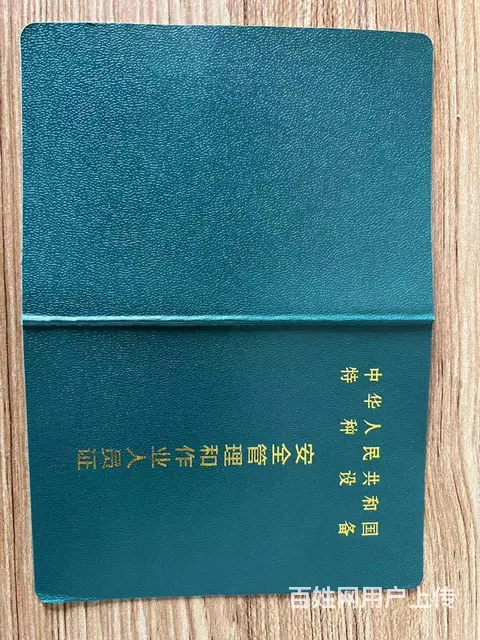 中华人民共和国
特种设备
安全管理和作业人员证
百姓网用户上传